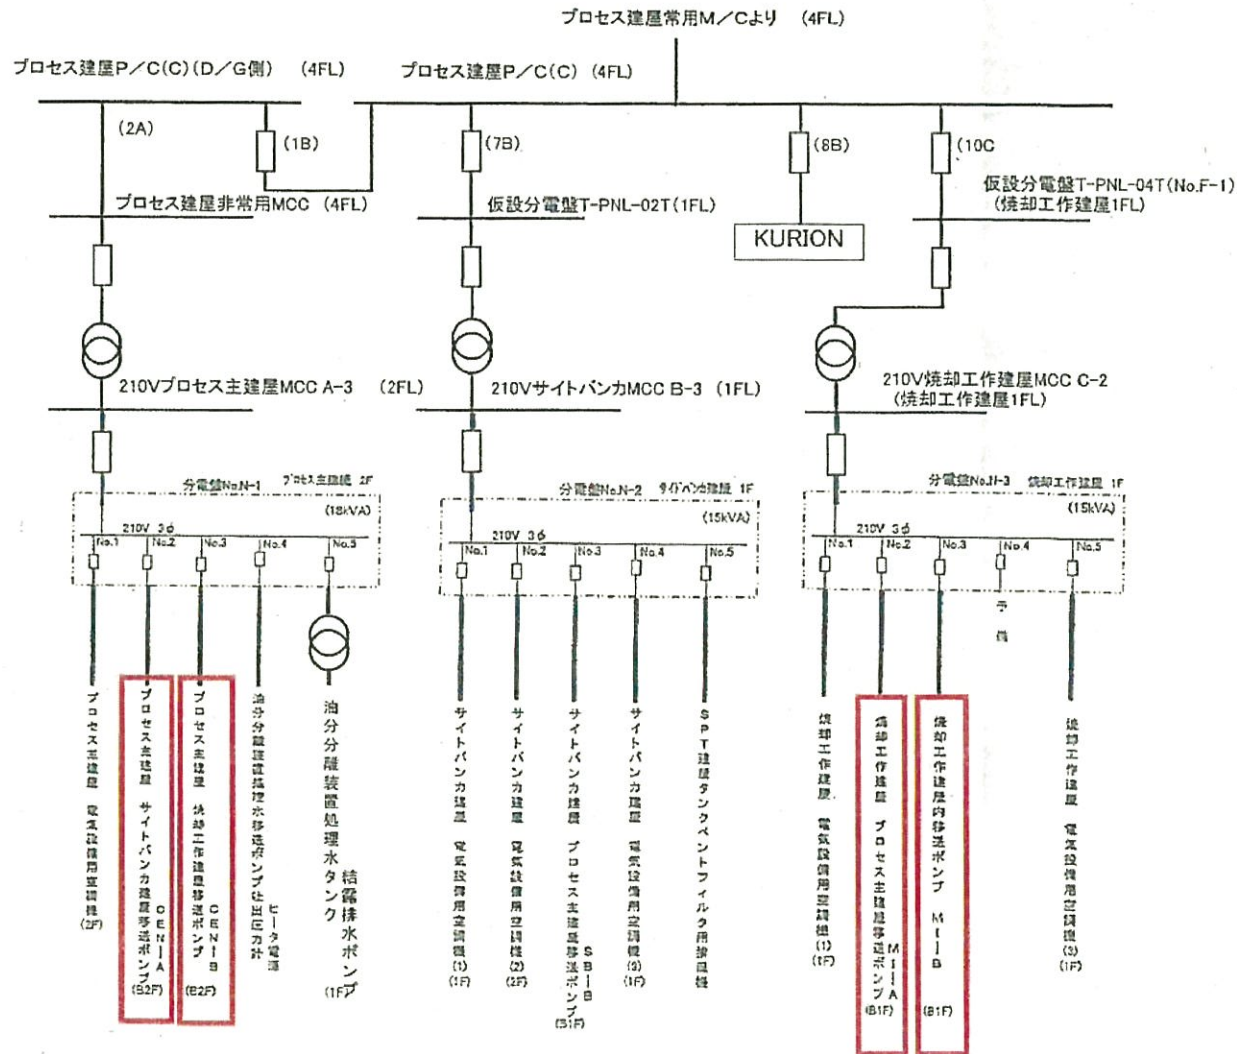 プロセス建屋常用M/Cより (4FL)
プロセス建屋P/C(C)(D/G側) (4FL)
プロセス建屋P/C(C) (4FL)
(2A)
(1B)
(7B)
(8B)
(10C
プロセス建屋非常用MCC (4FL)
仮設分電盤T-PNL-02T(1FL)
KURION
仮設分電盤T-PNL-04T(No.F-1)
(焼却工作建屋1FL)
210Vプロセス主建屋MCC A-3 (2FL)
210VサイトバンカMCC B-3 (1FL)
210V焼却工作建屋MCC C-2
(焼却工作建屋1FL)
分電盤No.N-1 プロセス主建屋 2F
(18kVA)
210V 3φ
No.1 No.2 No.3 No.4 No.5
分電盤No.N-2 サイトバンカ建屋 1F
(15kVA)
210V 3φ
No.1 No.2 No.3 No.4 No.5
分電盤No.N-3 焼却工作建屋 1F
(15kVA)
210V 3φ
No.1 No.2 No.3 No.4 No.5
プロセス主建屋 電気設備用空調機 (2F)
プロセス主建屋 サイトバンカ建屋移送ポンプ CEN-A (B2F)
プロセス主建屋 焼却工作建屋移送ポンプ CEN-B (B2F)
油分分離装置処理水移送ポンプ吐出圧力計
ヒータ電源
油分分離装置処理水タンク
結露排水ポンプ (1F)
サイトバンカ建屋 電気設備用空調機(1) (1F)
サイトバンカ建屋 電気設備用空調機(2) (2F)
サイトバンカ建屋 プロセス主建屋移送ポンプ SB-B (B1F)
サイトバンカ建屋 電気設備用空調機(3) (1F)
SPT建屋タンクベントフィルタ用排風機
焼却工作建屋 電気設備用空調機(1) (1F)
焼却工作建屋 プロセス主建屋移送ポンプ MI-A (B1F)
焼却工作建屋内移送ポンプ MI-B (B1F)
予備
焼却工作建屋 電気設備用空調機(3) (1F)